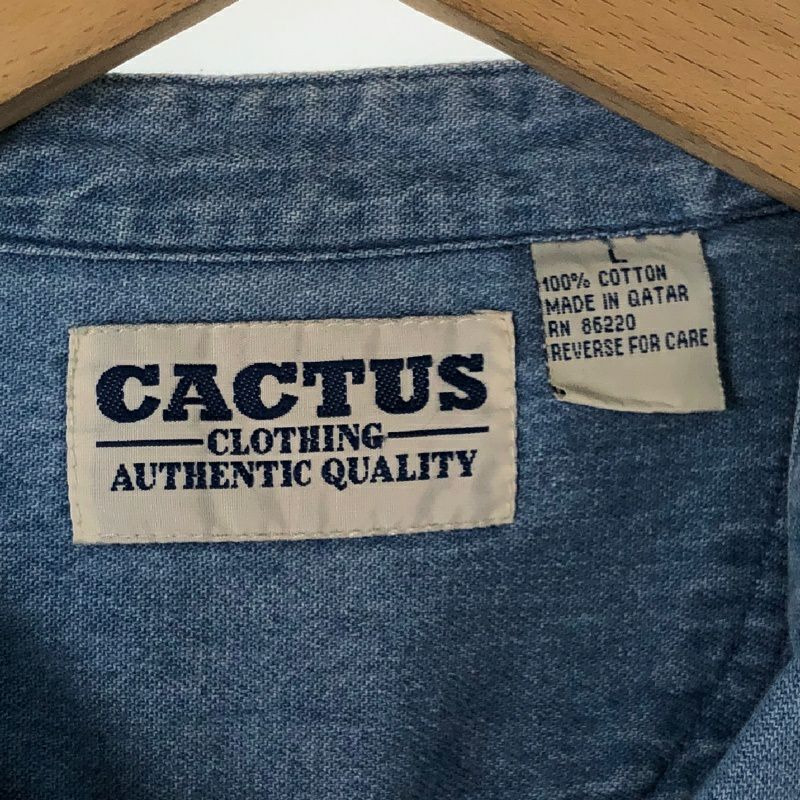 CACTUS
CLOTHING
AUTHENTIC QUALITY
L
100% COTTON
MADE IN QATAR
RN 86220
REVERSE FOR CARE